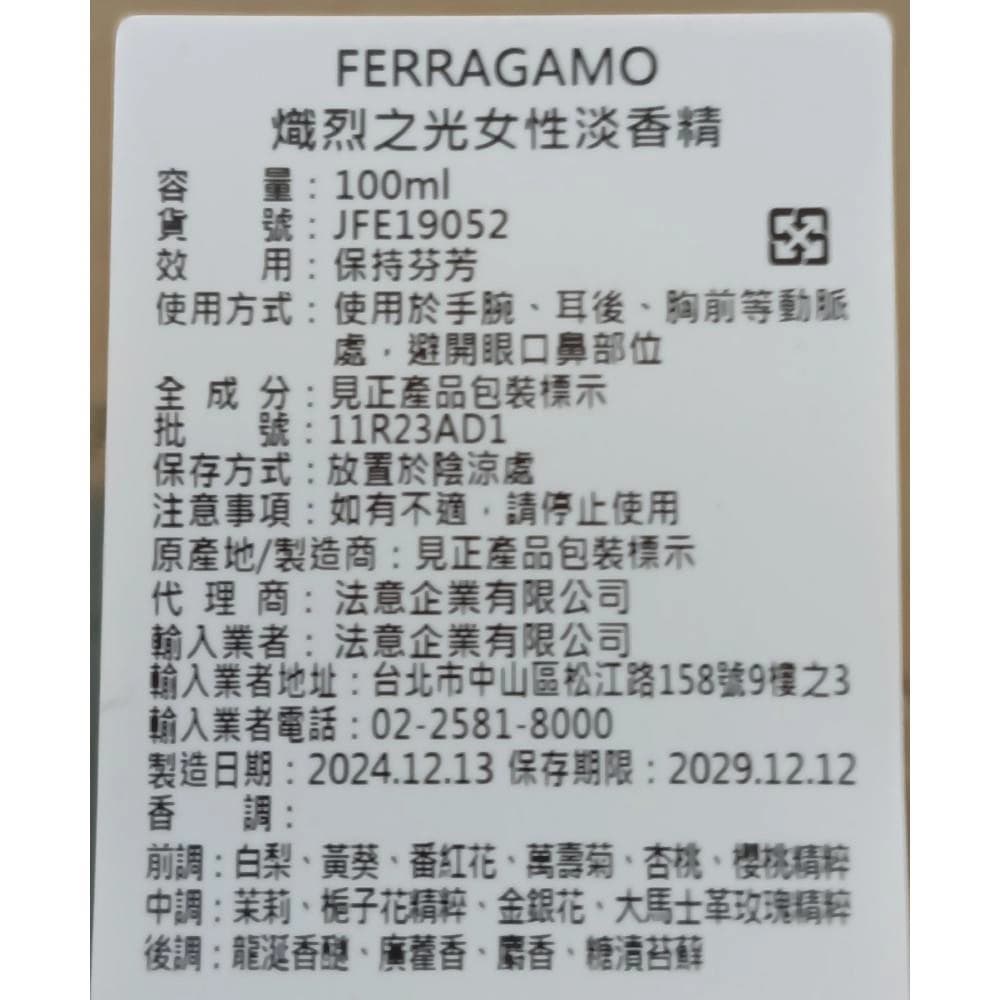 FERRAGAMO
熾烈之光女性淡香精
容　　量：100ml
貨　　號：JFE19052
效　　用：保持芬芳
使用方式：使用於手腕、耳後、胸前等動脈
處，避開眼口鼻部位
全 成 分：見正產品包裝標示
批　　號：11R23AD1
保存方式：放置於陰涼處
注意事項：如有不適，請停止使用
原產地/製造商：見正產品包裝標示
代 理 商：法意企業有限公司
輸入業者：法意企業有限公司
輸入業者地址：台北市中山區松江路158號9樓之3
輸入業者電話：02-2581-8000
製造日期：2024.12.13 保存期限：2029.12.12
香　　調：
前調：白梨、黃葵、番紅花、萬壽菊、杏桃、櫻桃精粹
中調：茉莉、梔子花精粹、金銀花、大馬士革玫瑰精粹
後調：龍涎香醚、廣藿香、麝香、糖漬苔蘚